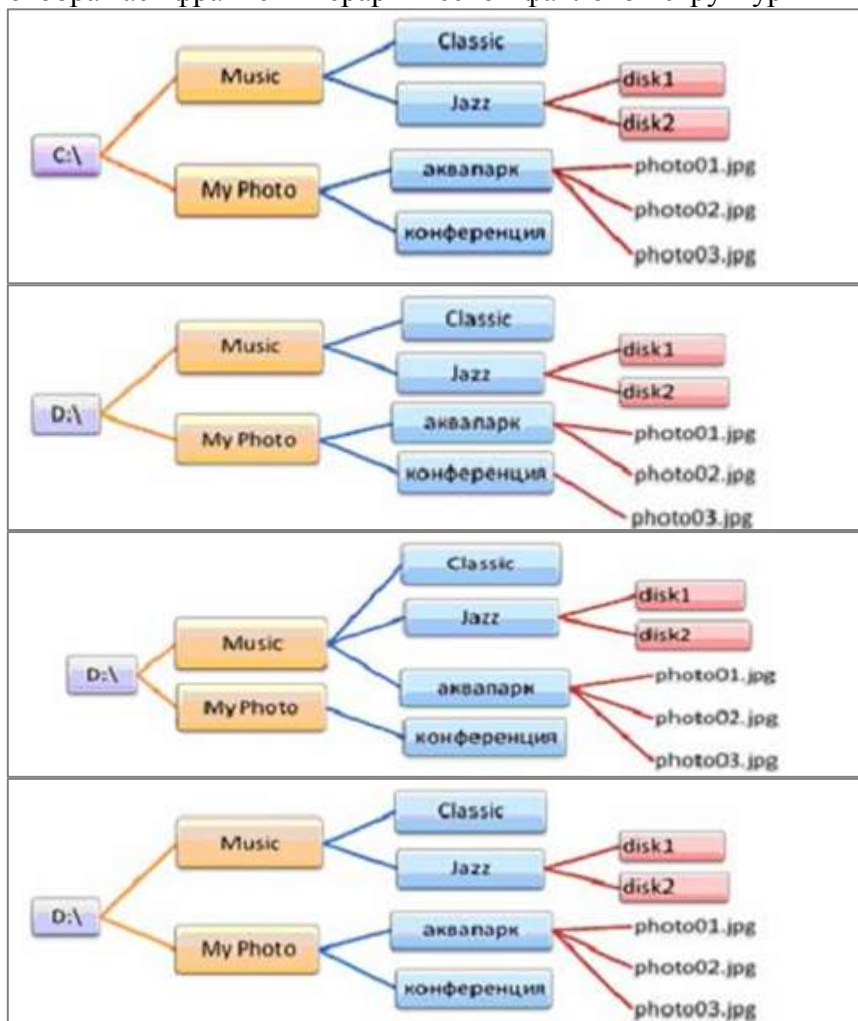 Classic
Music
disk1
Jazz
disk2
C:\
аквапарк
photo01.jpg
My Photo
photo02.jpg
конференция
photo03.jpg
Classic
Music
disk1
Jazz
disk2
D:\
аквапарк
photo01.jpg
My Photo
конференция
photo02.jpg
photo03.jpg
Classic
disk1
Jazz
disk2
Music
D:\
аквапарк
photo01.jpg
My Photo
photo02.jpg
конференция
photo03.jpg
Classic
Music
disk1
Jazz
disk2
D:\
аквапарк
photo01.jpg
My Photo
photo02.jpg
конференция
photo03.jpg